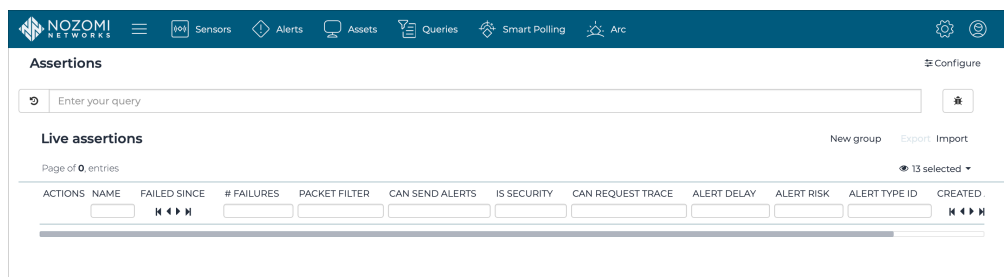 NOZOMI NETWORKS Sensors Alerts Assets Queries Smart Polling Arc
Assertions Configure
Enter your query
Live assertions New group Export Import
Page of 0, entries 13 selected
ACTIONS NAME FAILED SINCE # FAILURES PACKET FILTER CAN SEND ALERTS IS SECURITY CAN REQUEST TRACE ALERT DELAY ALERT RISK ALERT TYPE ID CREATED